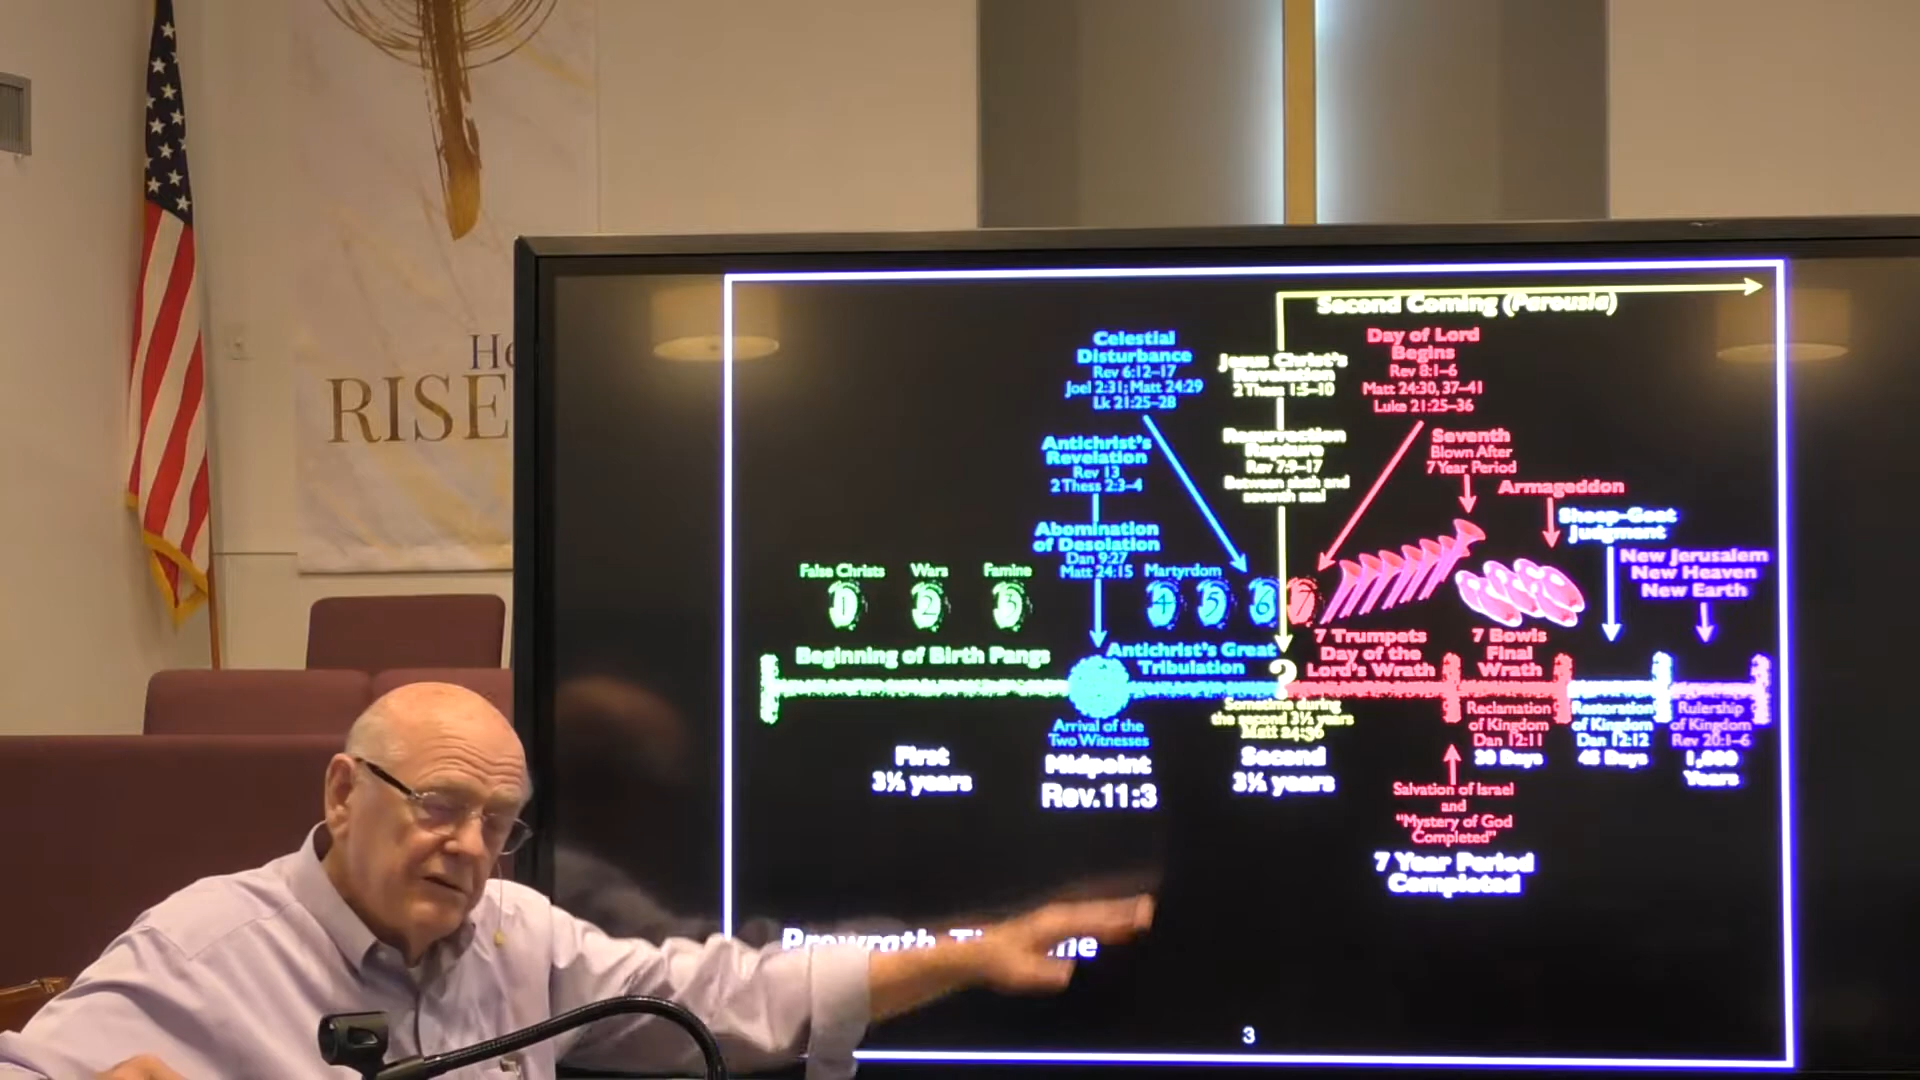 RISE
Second Coming (Parousia)
Celestial
Disturbance
Rev 6:12–17
Joel 2:31; Matt 24:29
Lk 21:25–28
Jesus Christ's
Revelation
2 Thess 1:5–10
Day of Lord
Begins
Rev 8:1–6
Matt 24:30, 37–41
Luke 21:25–36
Antichrist's
Revelation
Rev 13
2 Thess 2:3–4
Resurrection
Rapture
Rev 7:9–17
Between sixth and
seventh seal
Seventh
Blown After
7 Year Period
Armageddon
Sheep-Goat
Judgment
Abomination
of Desolation
Dan 9:27
Matt 24:15
New Jerusalem
New Heaven
New Earth
False Christs
Wars
Famine
Martyrdom
1
2
3
4
5
6
7
Beginning of Birth Pangs
Antichrist's Great
Tribulation
?
7 Trumpets
Day of the
Lord's Wrath
7 Bowls
Final
Wrath
Arrival of the
Two Witnesses
Sometime during
the second 3½ years
Matt 24:36
Reclamation
of Kingdom
Dan 12:11
30 Days
Restoration
of Kingdom
Dan 12:12
45 Days
Rulership
of Kingdom
Rev 20:1–6
1,000
Years
First
3½ years
Midpoint
Rev.11:3
Second
3½ years
Salvation of Israel
and
"Mystery of God
Completed"
7 Year Period
Completed
Prewrath
3